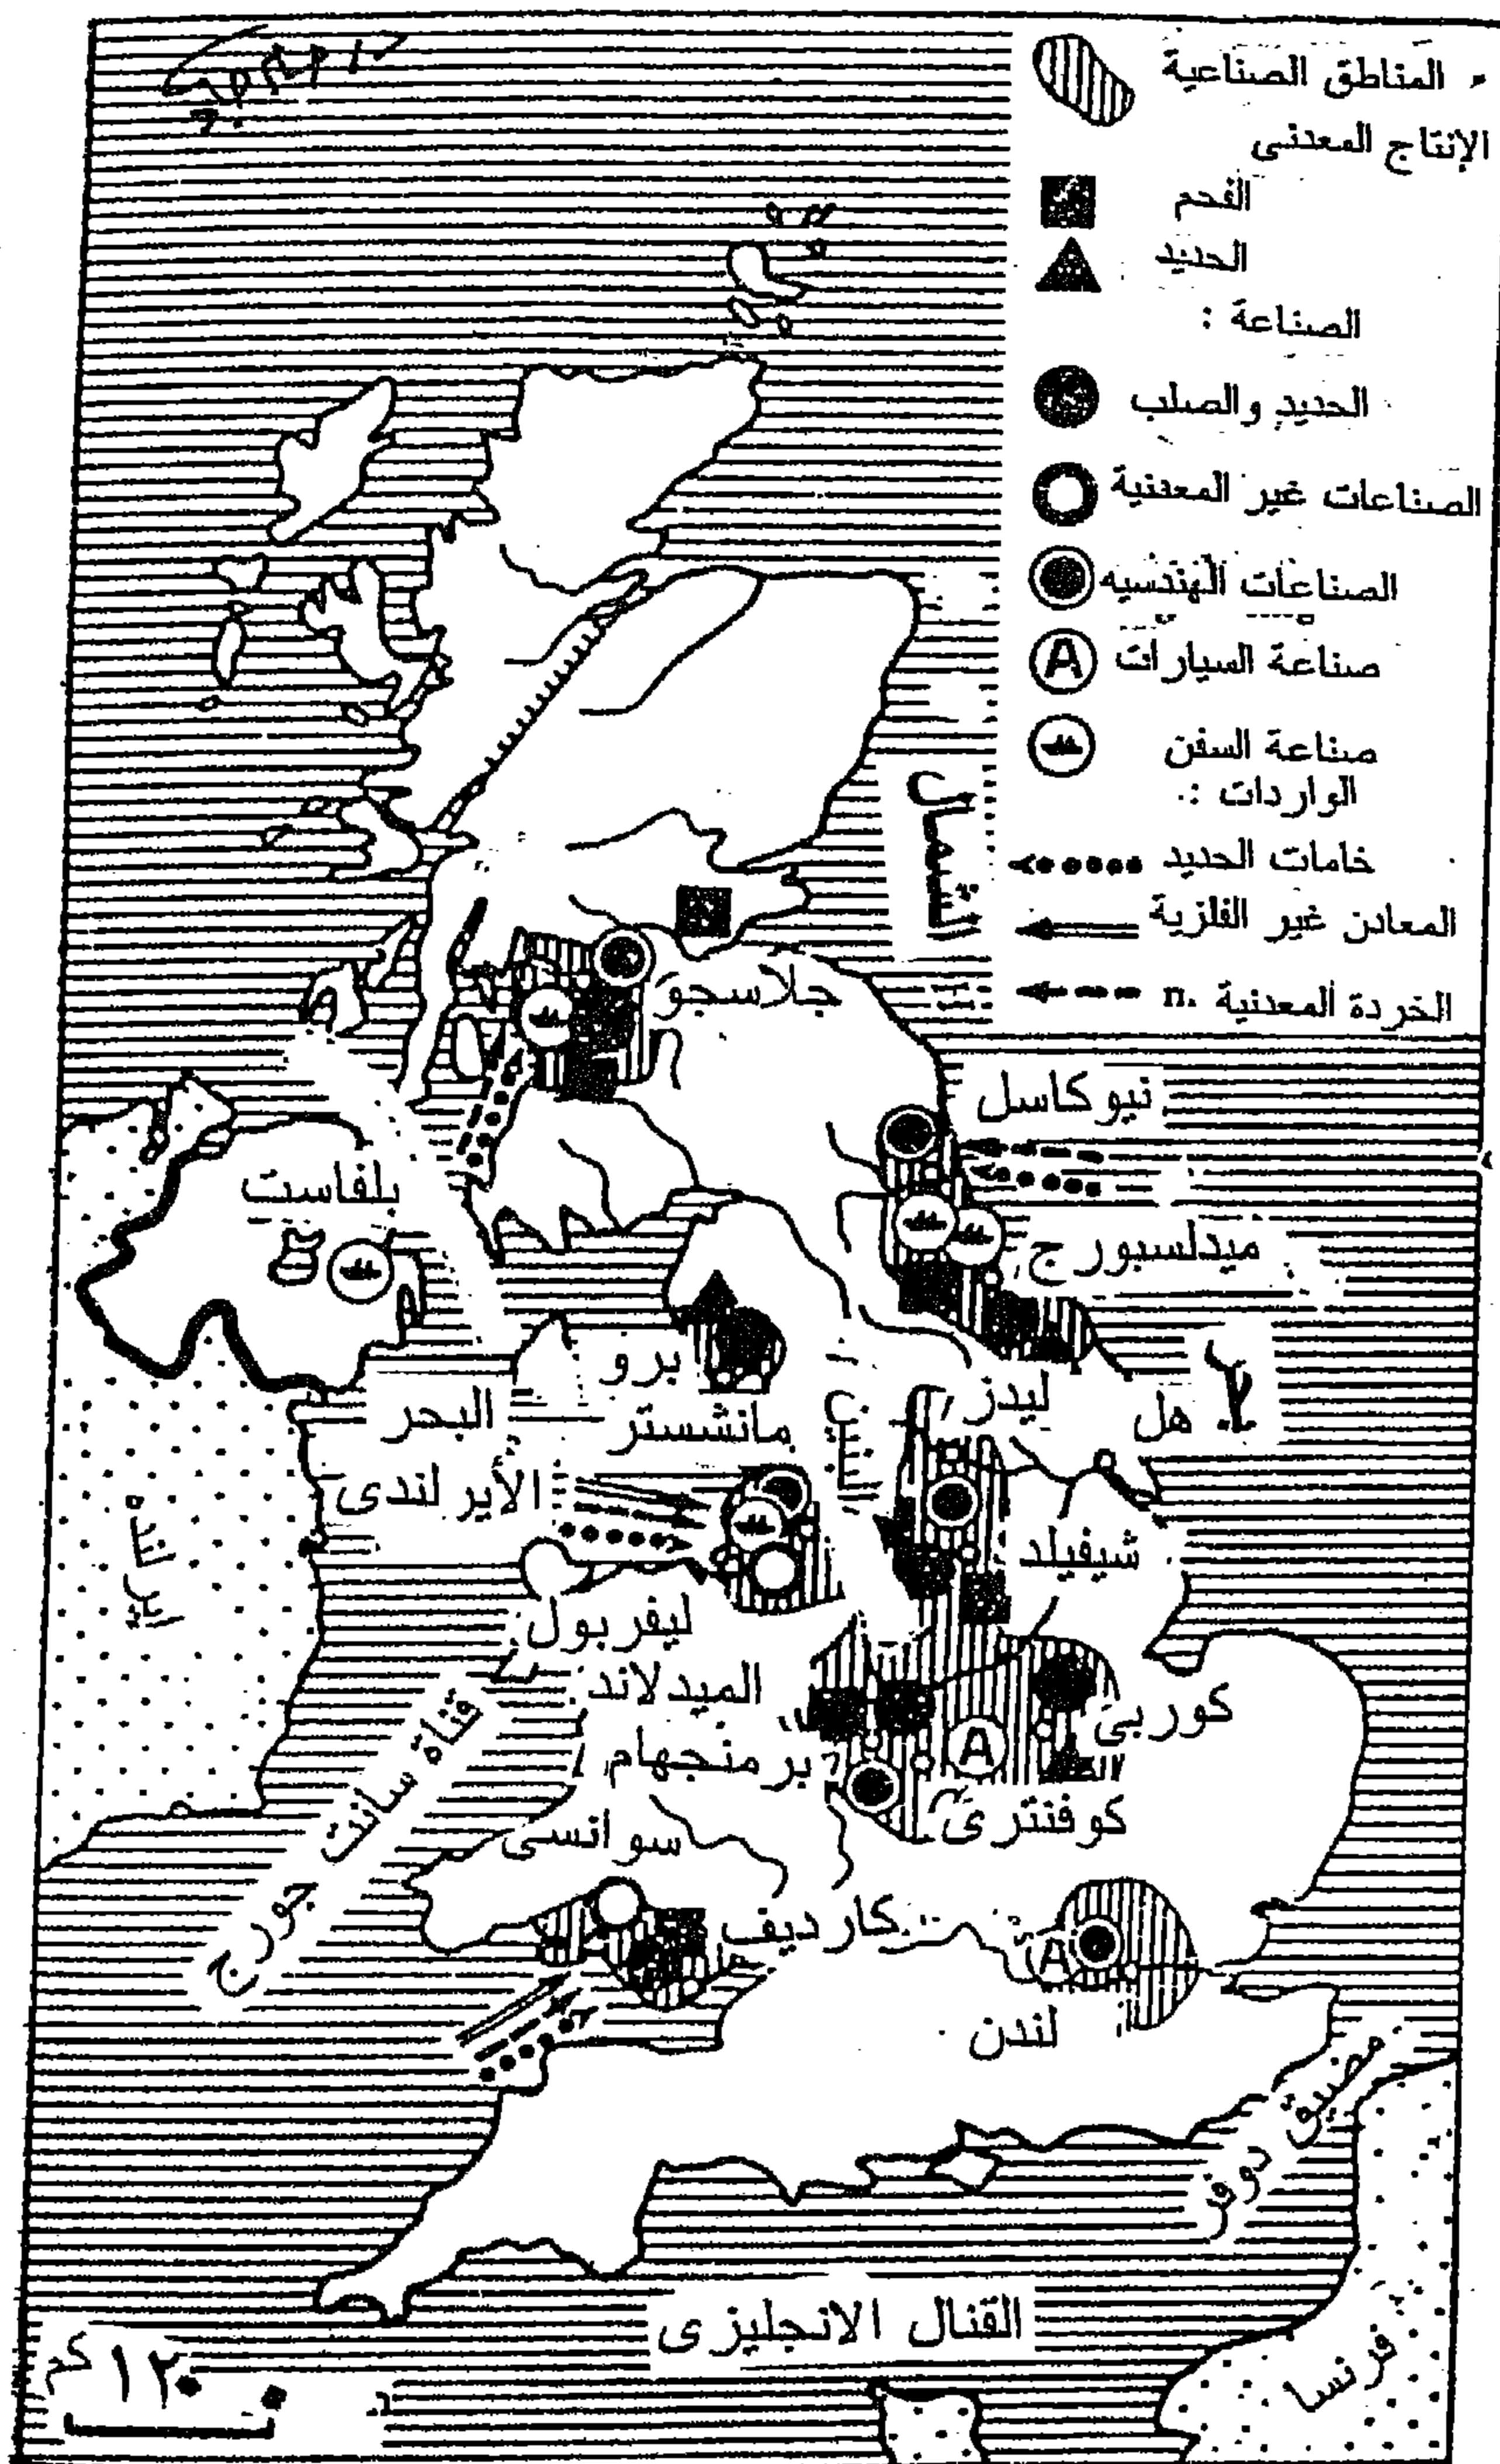 المناطق الصناعية
الإنتاج المعدنى
الفحم
الحديد
الصناعة :
الحديد والصلب
الصناعات غير المعدنية
الصناعات الهندسيه
A صناعة السيارات
صناعة السفن
الواردات :
خامات الحديد
المعادن غير الفلزية
الخردة المعدنية
جلاسجو
نيوكاسل
بلفاست
ميدلسبورج
برو
ليدز
هل
البحر
الأيرلندى
مانشستر
شيفيلد
ليفربول
الميدلاند
كوربى
برمنجهام
A
كوفنترى
قناة سانت جورج
سوانسى
كارديف
A
لندن
مضيق دوفر
القنال الانجليزى
فرنسا
٠ ١٢٠ كم